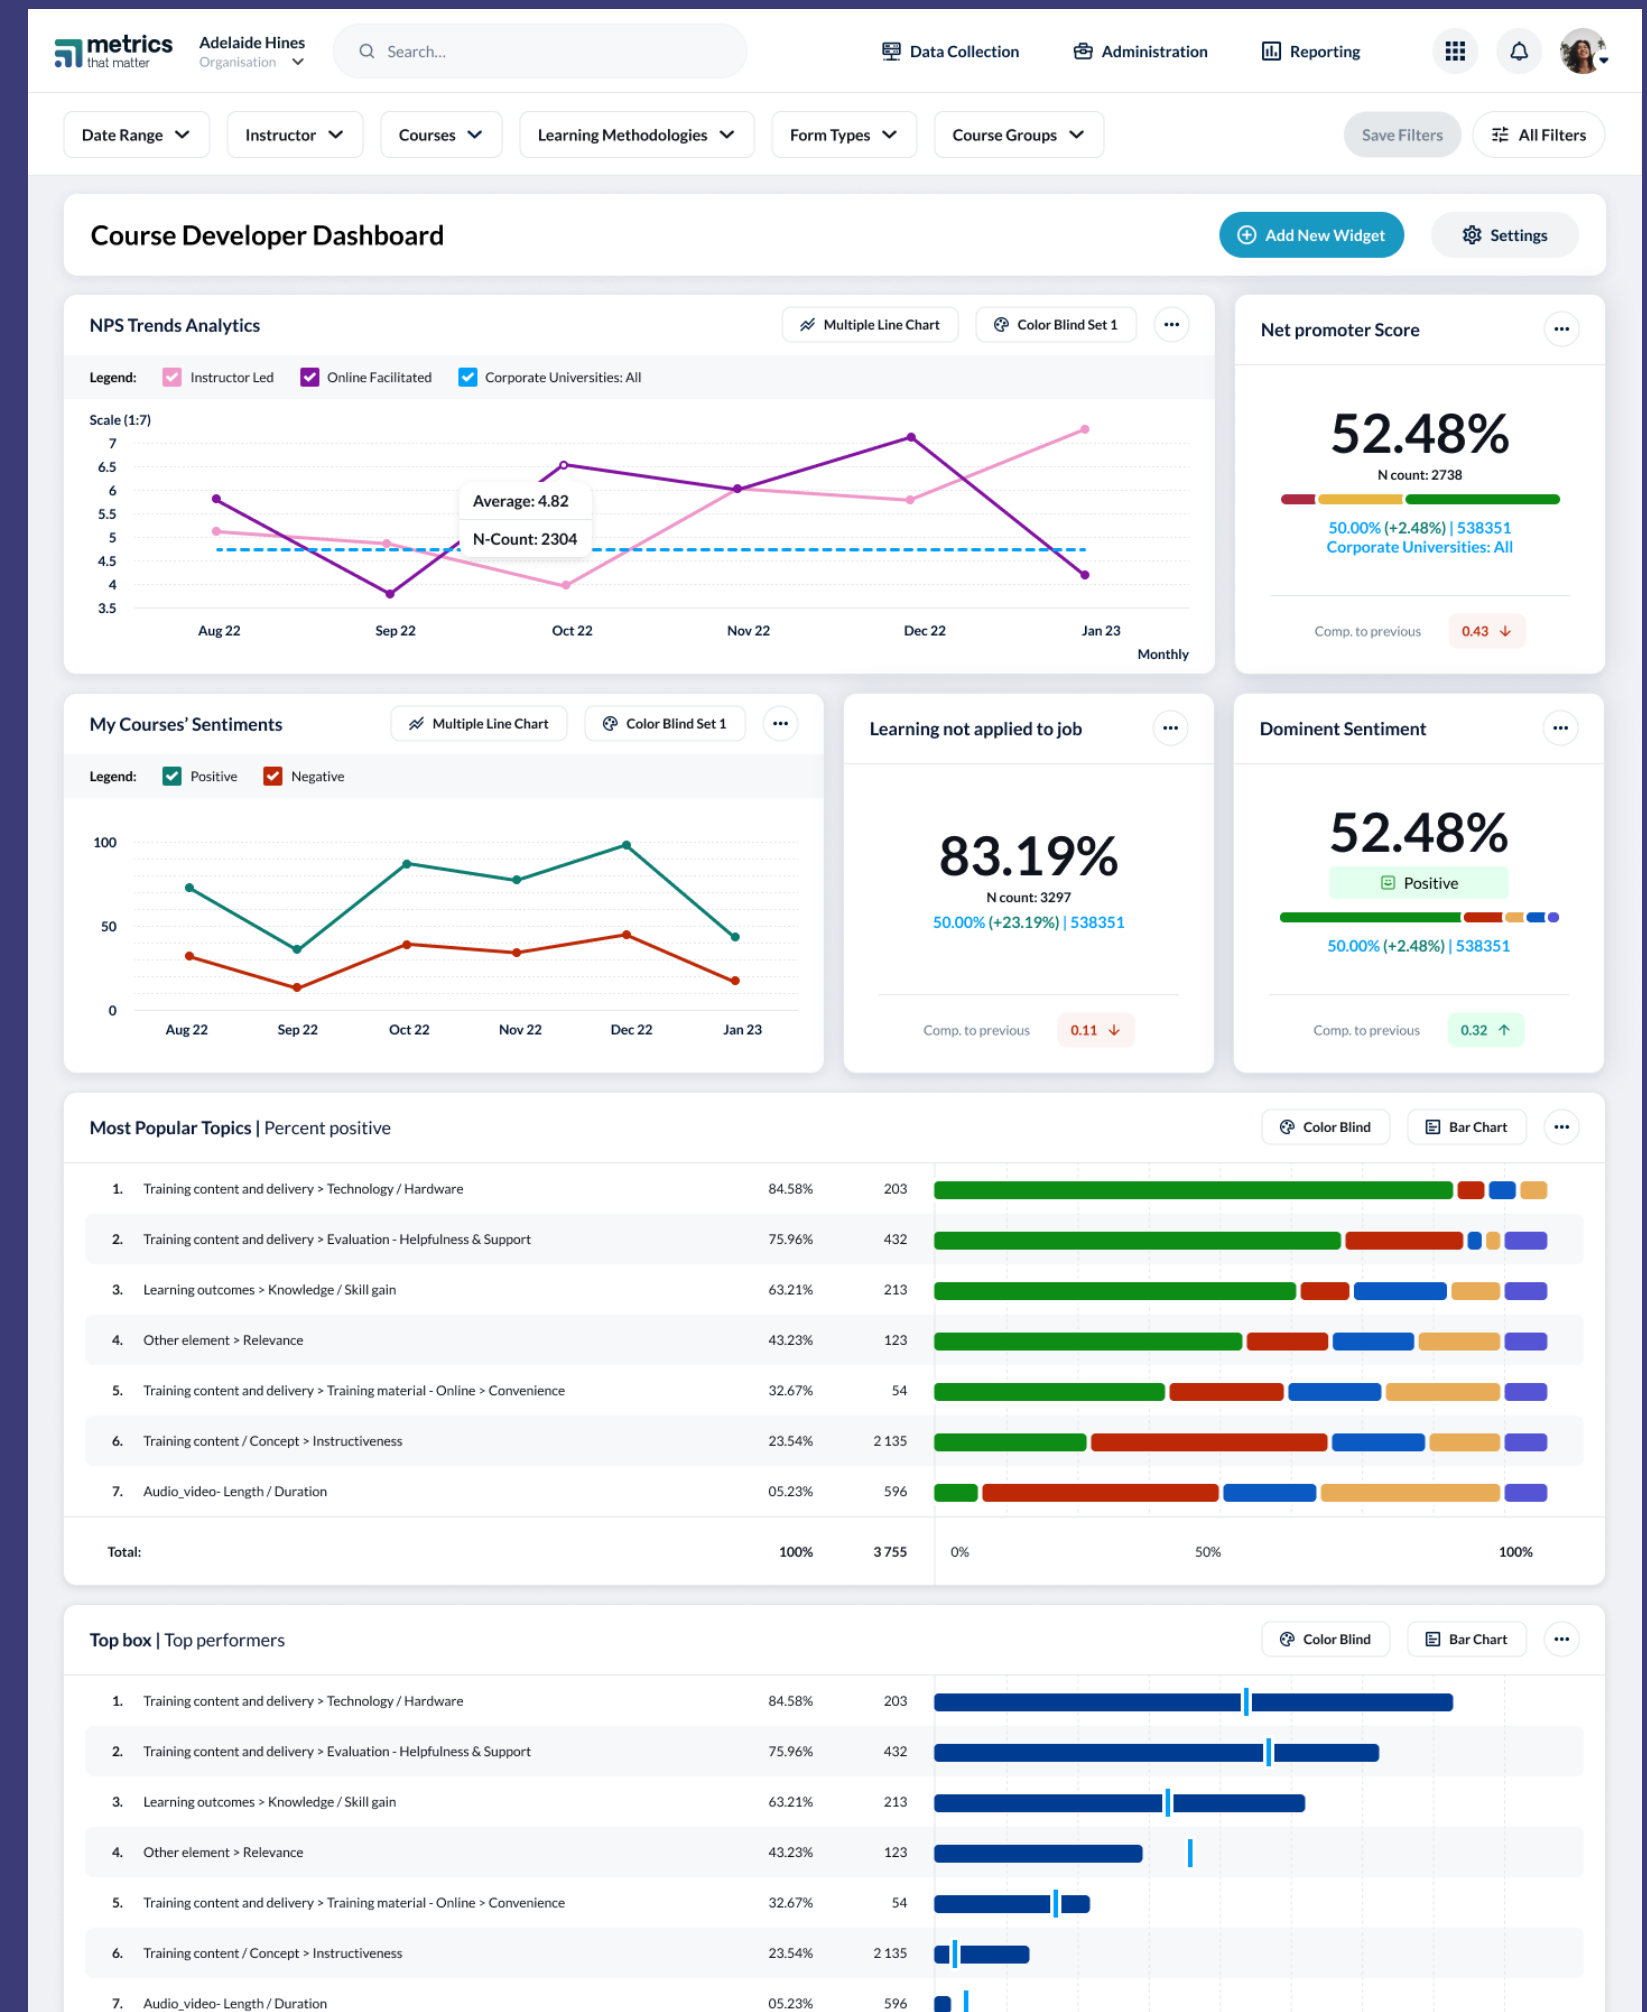 metrics
that matter
Adelaide Hines
Organisation
Search...
Data Collection
Administration
Reporting
Date Range
Instructor
Courses
Learning Methodologies
Form Types
Course Groups
Save Filters
All Filters
Course Developer Dashboard
Add New Widget
Settings
NPS Trends Analytics
Multiple Line Chart
Color Blind Set 1
Legend:
Instructor Led
Online Facilitated
Corporate Universities: All
Scale (1:7)
7
6.5
6
5.5
5
4.5
4
3.5
Average: 4.82
N-Count: 2304
Aug 22
Sep 22
Oct 22
Nov 22
Dec 22
Jan 23
Monthly
Net promoter Score
52.48%
N count: 2738
50.00% (+2.48%) | 538351
Corporate Universities: All
Comp. to previous
0.43
My Courses’ Sentiments
Multiple Line Chart
Color Blind Set 1
Legend:
Positive
Negative
100
50
0
Aug 22
Sep 22
Oct 22
Nov 22
Dec 22
Jan 23
Learning not applied to job
83.19%
N count: 3297
50.00% (+23.19%) | 538351
Comp. to previous
0.11
Dominent Sentiment
52.48%
Positive
50.00% (+2.48%) | 538351
Comp. to previous
0.32
Most Popular Topics | Percent positive
Color Blind
Bar Chart
1. Training content and delivery > Technology / Hardware 84.58% 203
2. Training content and delivery > Evaluation - Helpfulness & Support 75.96% 432
3. Learning outcomes > Knowledge / Skill gain 63.21% 213
4. Other element > Relevance 43.23% 123
5. Training content and delivery > Training material - Online > Convenience 32.67% 54
6. Training content / Concept > Instructiveness 23.54% 2 135
7. Audio_video- Length / Duration 05.23% 596
Total: 100% 3 755 0% 50% 100%
Top box | Top performers
Color Blind
Bar Chart
1. Training content and delivery > Technology / Hardware 84.58% 203
2. Training content and delivery > Evaluation - Helpfulness & Support 75.96% 432
3. Learning outcomes > Knowledge / Skill gain 63.21% 213
4. Other element > Relevance 43.23% 123
5. Training content and delivery > Training material - Online > Convenience 32.67% 54
6. Training content / Concept > Instructiveness 23.54% 2 135
7. Audio_video- Length / Duration 05.23% 596